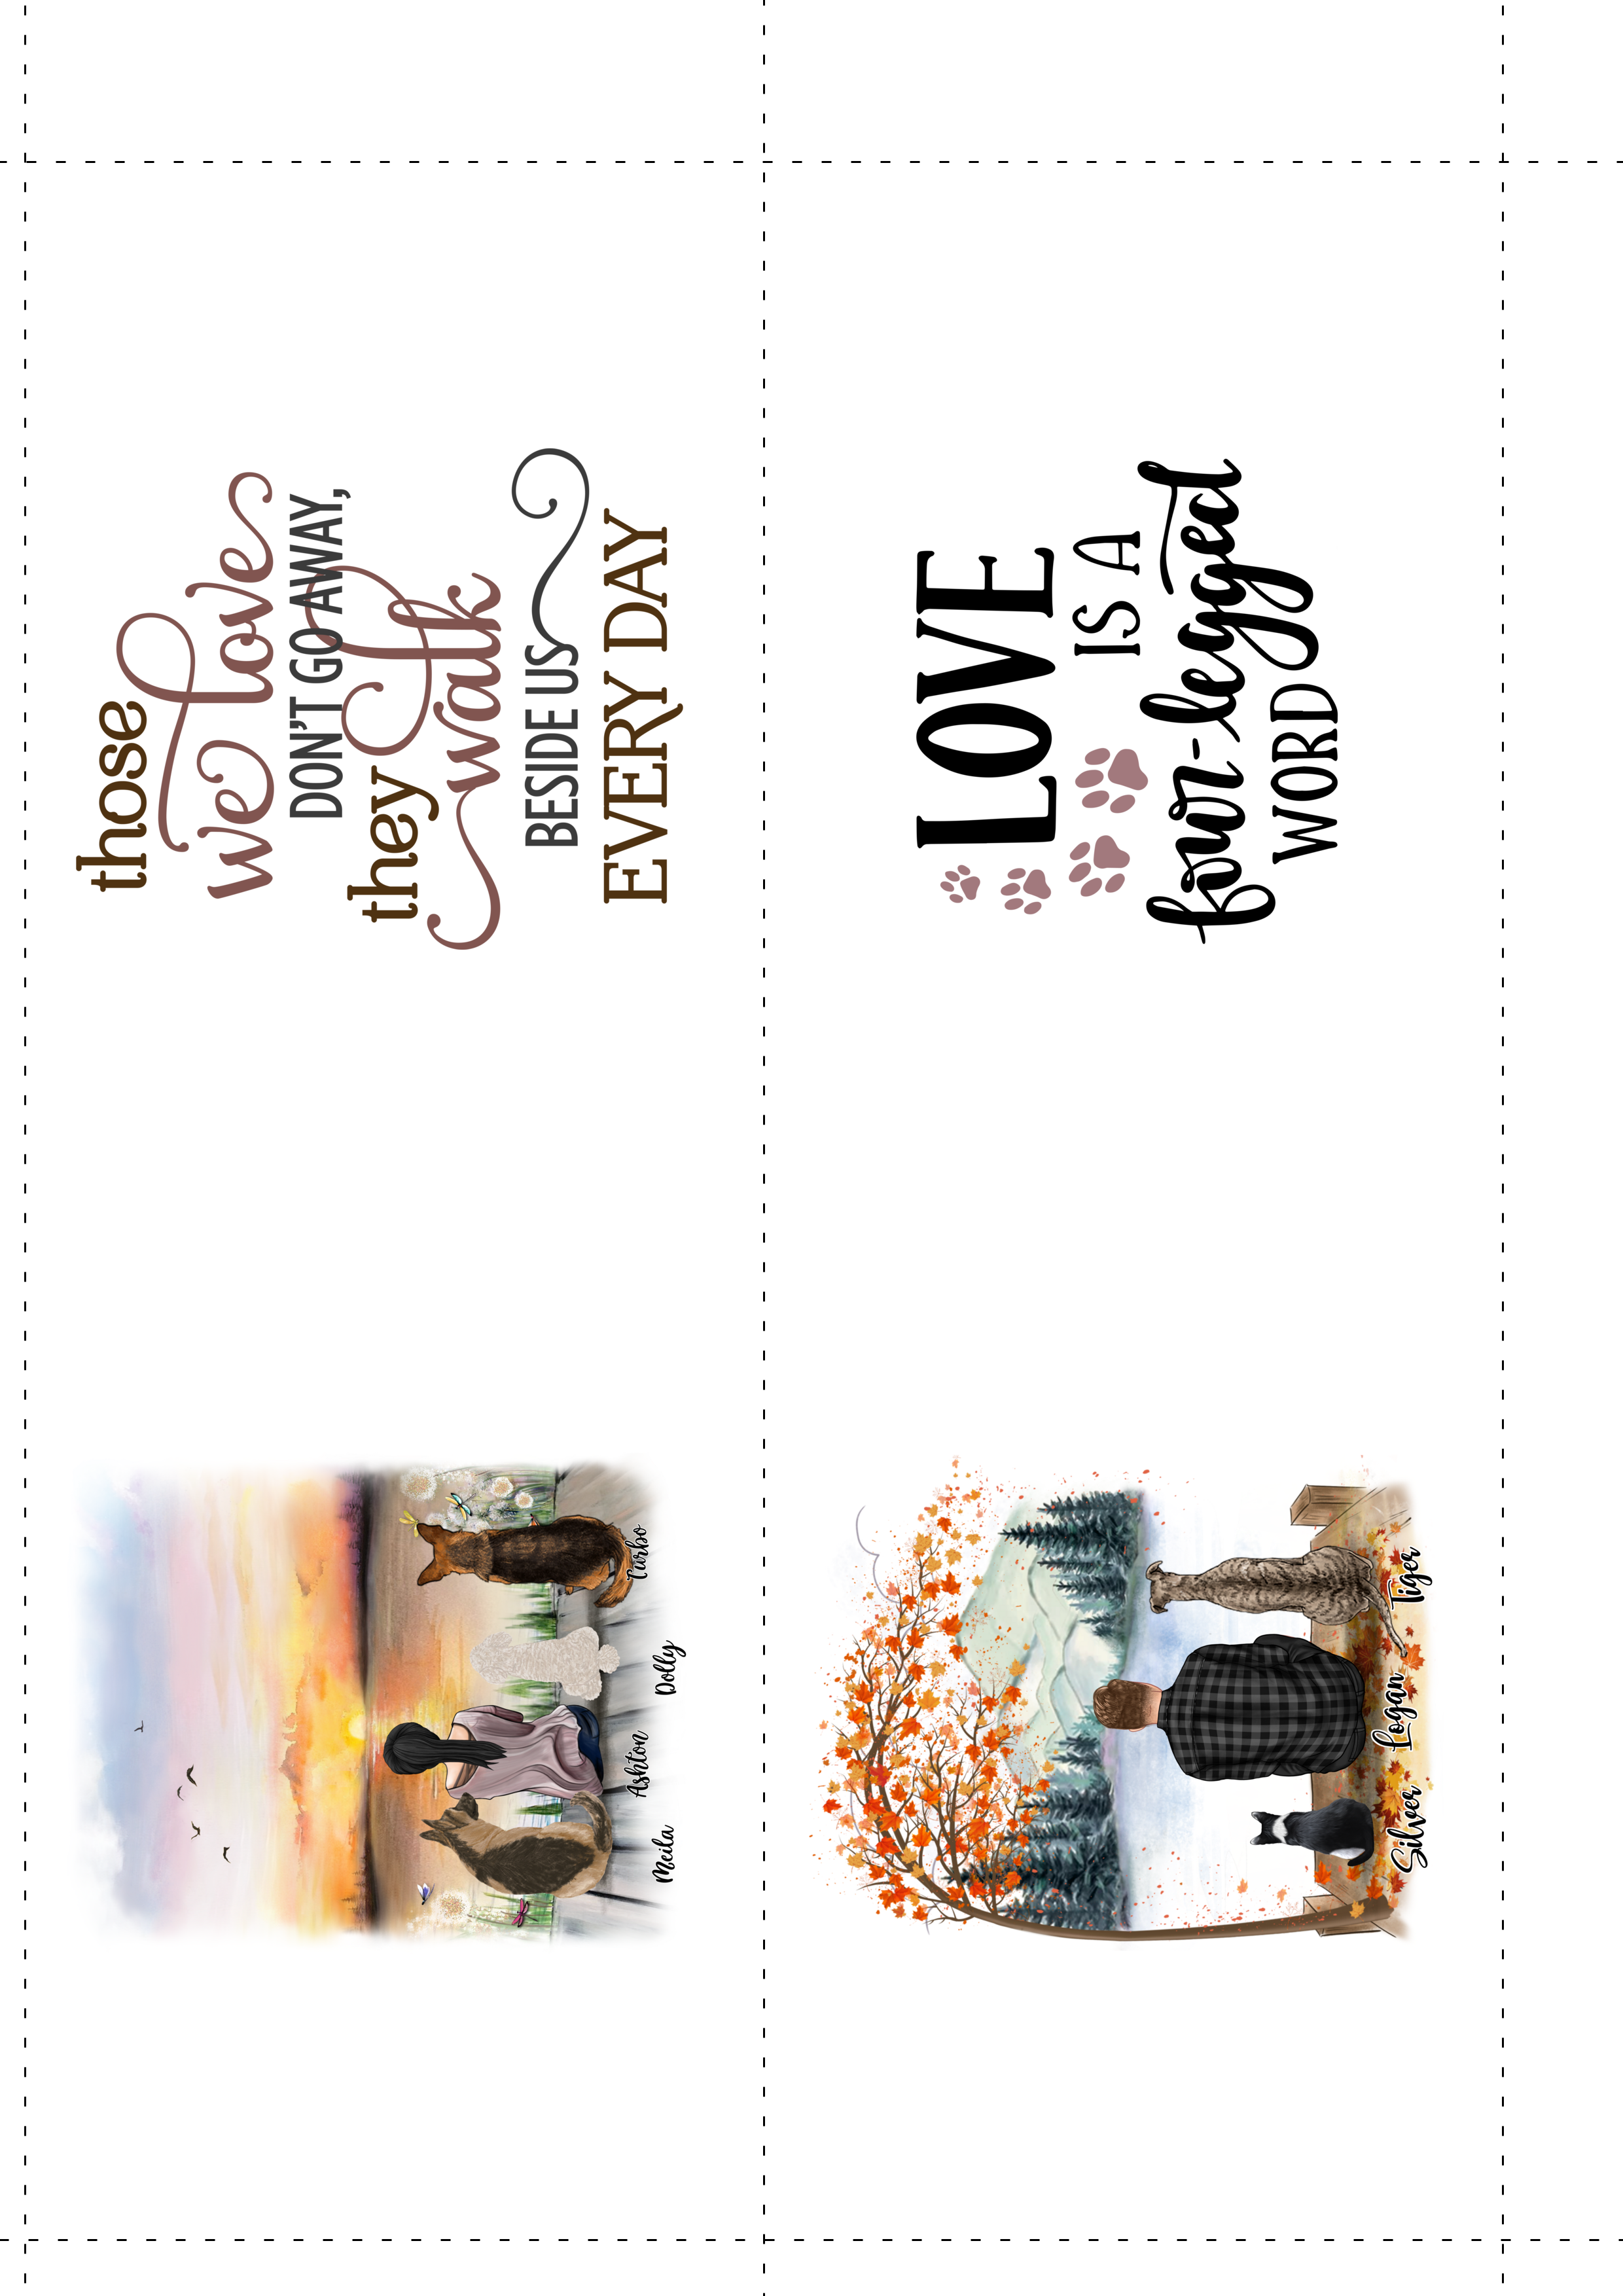 those
we love
DON'T GO AWAY,
they
walk
BESIDE US
EVERY DAY
Meila Ashton Dolly Turbo
LOVE
IS A
four-legged
WORD
Silver Logan Tiger